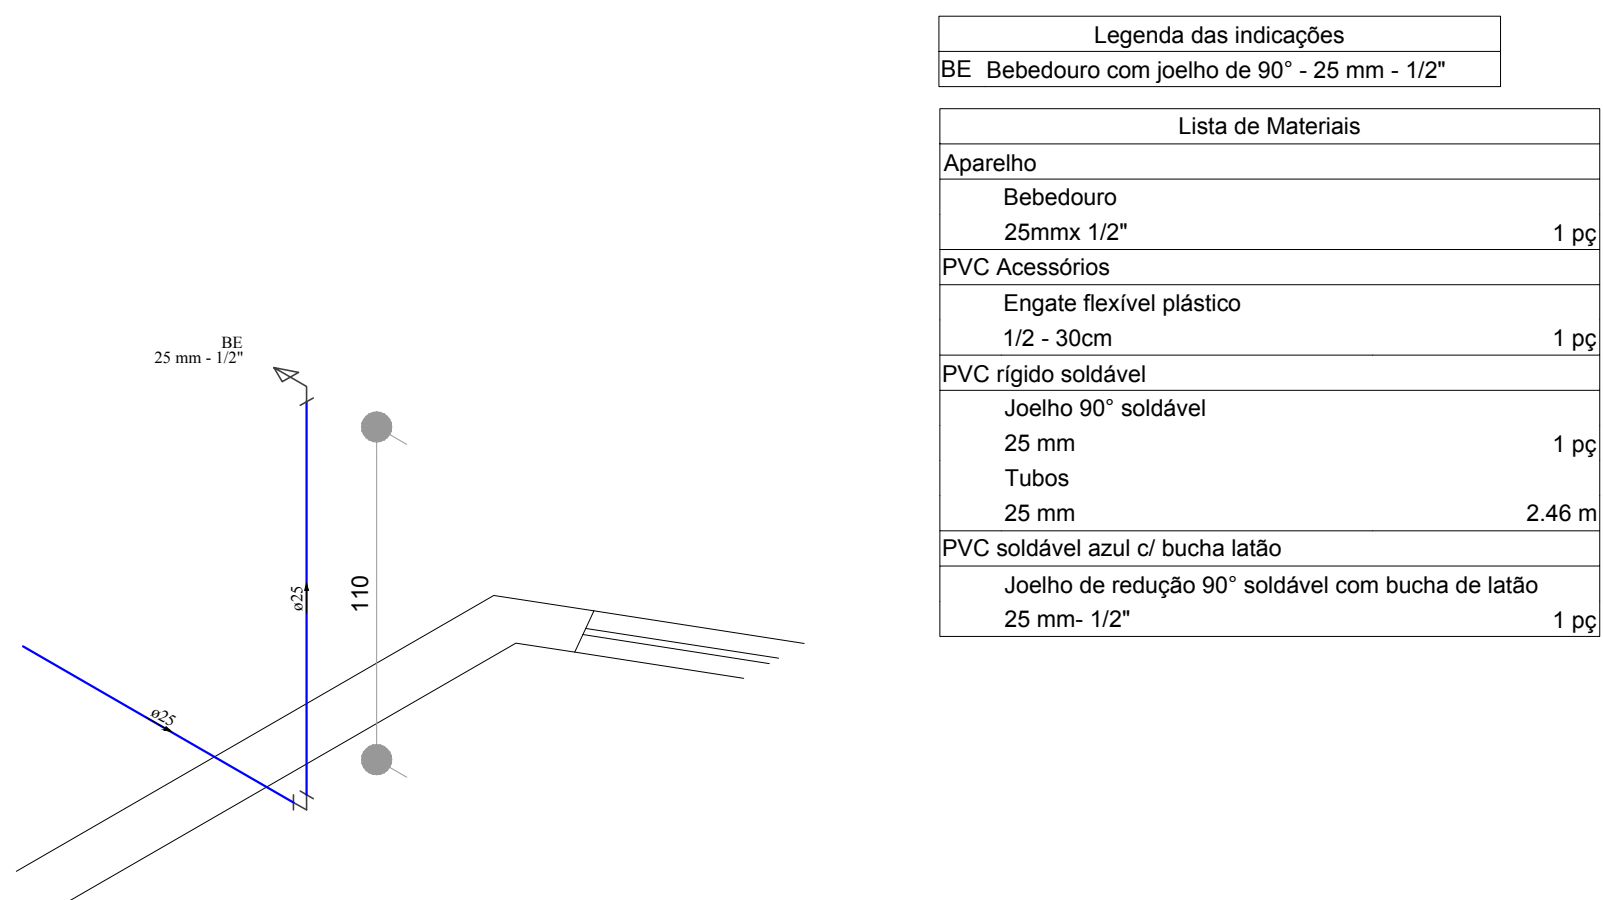 Legenda das indicações
BE Bebedouro com joelho de 90° - 25 mm - 1/2"
Lista de Materiais
Aparelho
Bebedouro
25mmx 1/2" 1 pç
PVC Acessórios
Engate flexível plástico
1/2 - 30cm 1 pç
PVC rígido soldável
Joelho 90° soldável
25 mm 1 pç
Tubos
25 mm 2.46 m
PVC soldável azul c/ bucha latão
Joelho de redução 90° soldável com bucha de latão
25 mm- 1/2" 1 pç
BE
25 mm - 1/2"
110
ø25
ø25